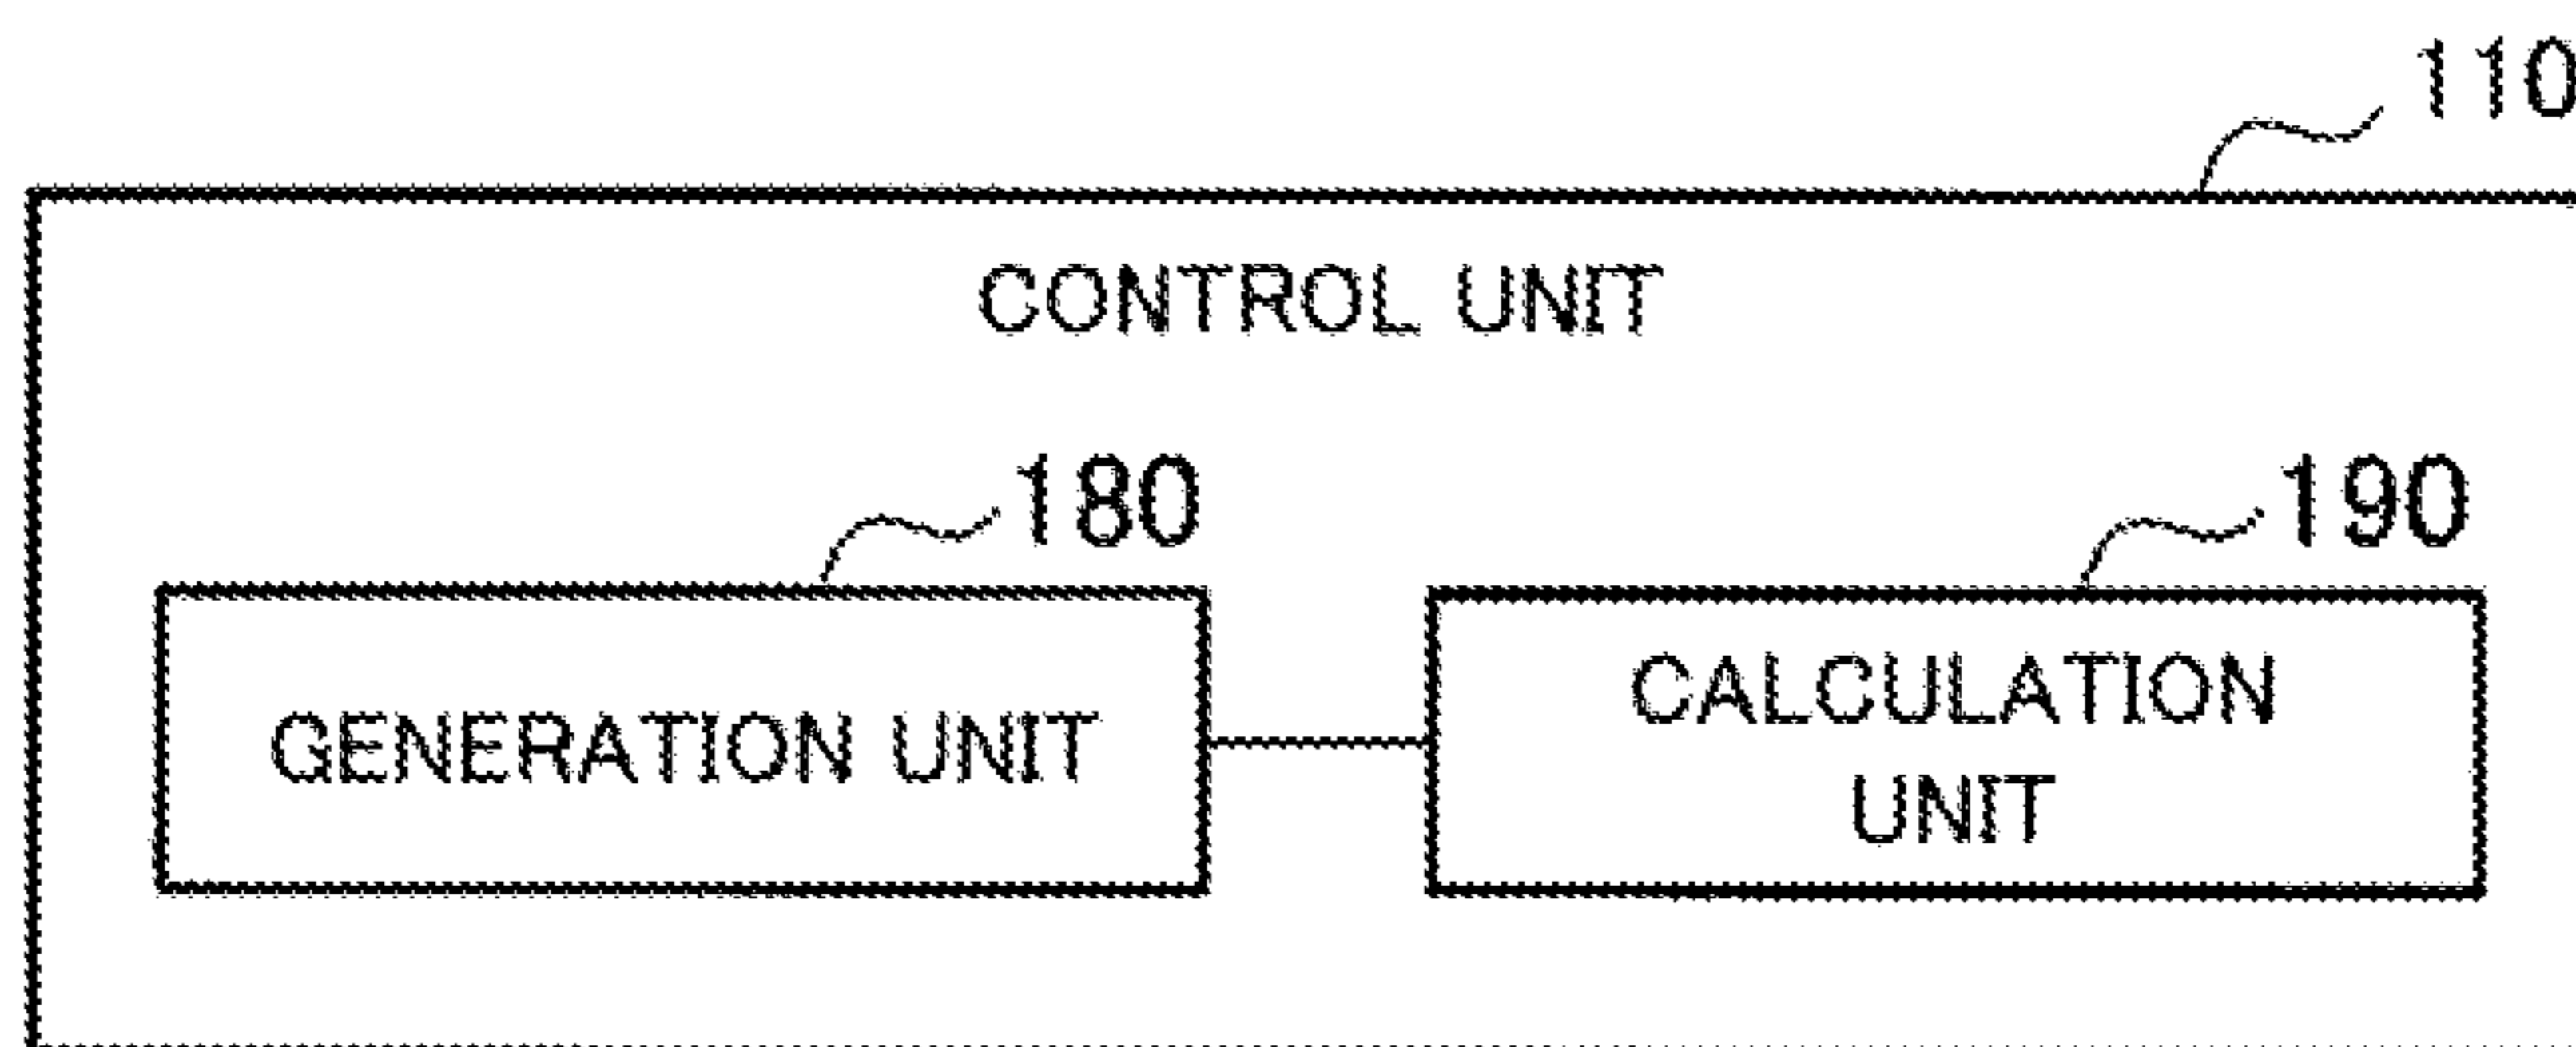 110
CONTROL UNIT
180
190
GENERATION UNIT
CALCULATION
UNIT